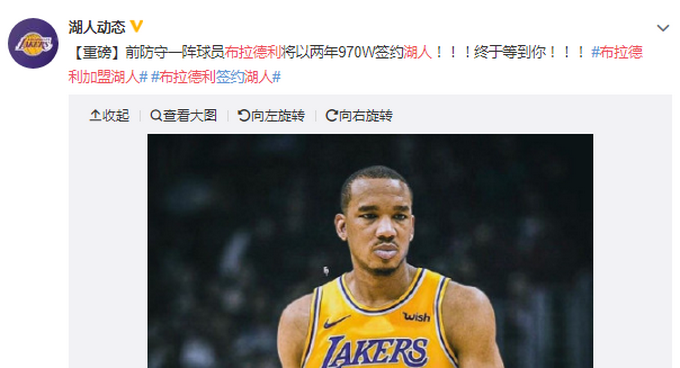 湖人动态
【重磅】前防守一阵球员布拉德利将以两年970W签约湖人！！！终于等到你！！！ #布拉德
利加盟湖人# #布拉德利签约湖人#
收起 查看大图 向左旋转 向右旋转
wish
LAKERS